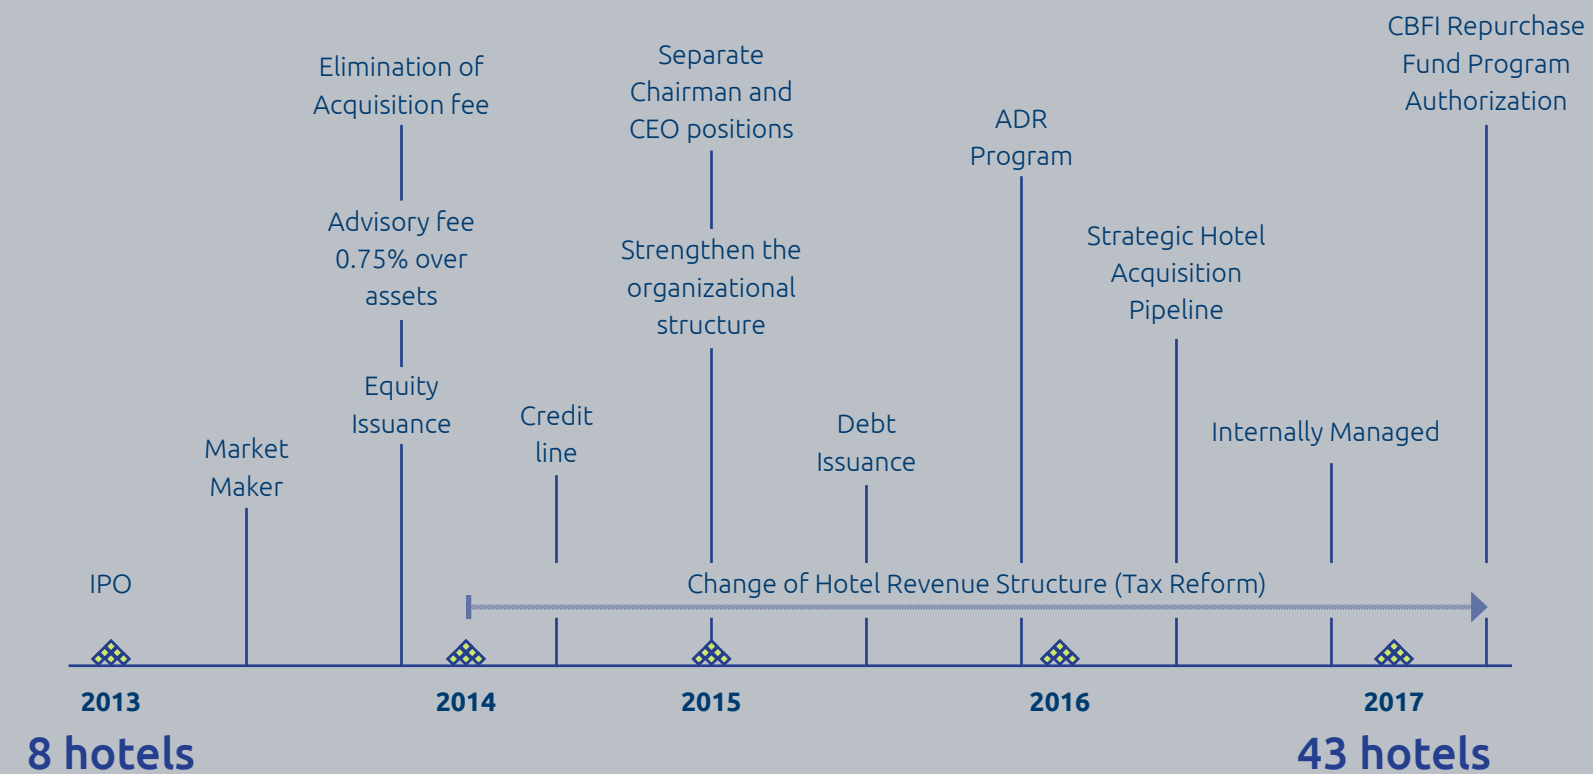 IPO
Market
Maker
Elimination of
Acquisition fee
Advisory fee
0.75% over
assets
Equity
Issuance
Credit
line
Separate
Chairman and
CEO positions
Strengthen the
organizational
structure
Debt
Issuance
ADR
Program
Strategic Hotel
Acquisition
Pipeline
Internally Managed
CBFI Repurchase
Fund Program
Authorization
Change of Hotel Revenue Structure (Tax Reform)
2013
2014
2015
2016
2017
8 hotels
43 hotels